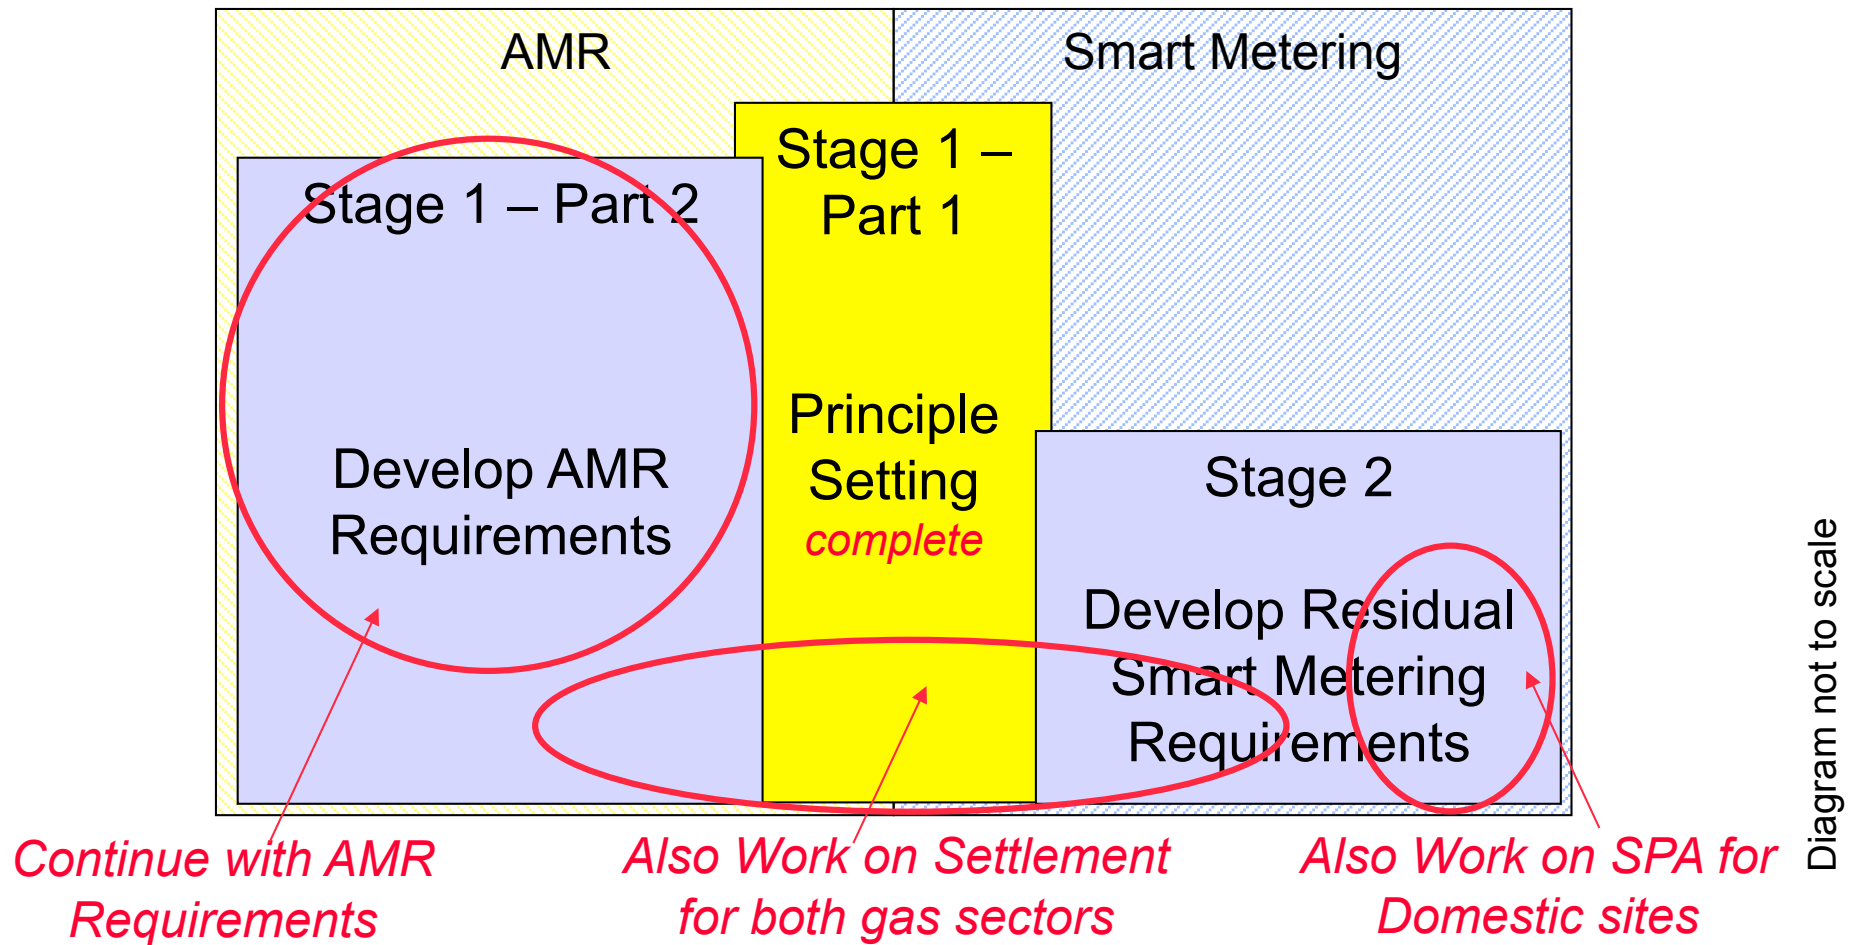 AMR
Smart Metering
Stage 1 –
Part 1
Stage 1 – Part 2
Principle
Setting
complete
Develop AMR
Requirements
Stage 2
Develop Residual
Smart Metering
Requirements
Diagram not to scale
Continue with AMR
Requirements
Also Work on Settlement
for both gas sectors
Also Work on SPA for
Domestic sites